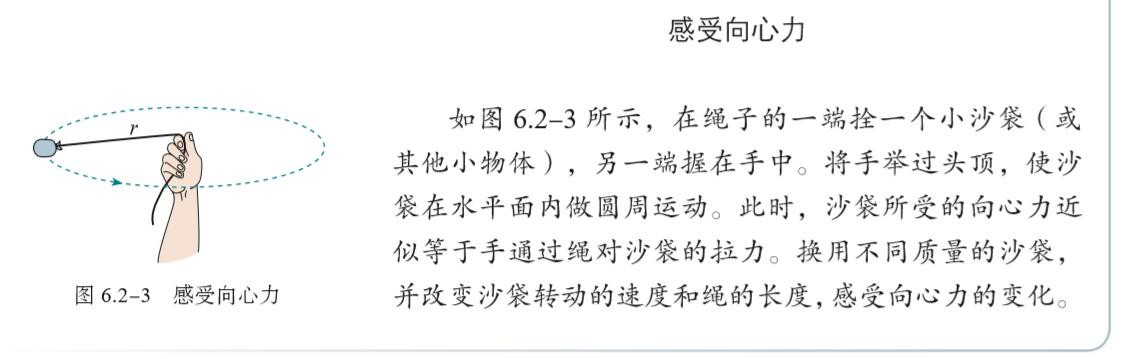 感受向心力
r
如图 6.2-3 所示，在绳子的一端拴一个小沙袋（或
其他小物体），另一端握在手中。将手举过头顶，使沙
袋在水平面内做圆周运动。此时，沙袋所受的向心力近
似等于手通过绳对沙袋的拉力。换用不同质量的沙袋，
并改变沙袋转动的速度和绳的长度，感受向心力的变化。
图 6.2-3　感受向心力